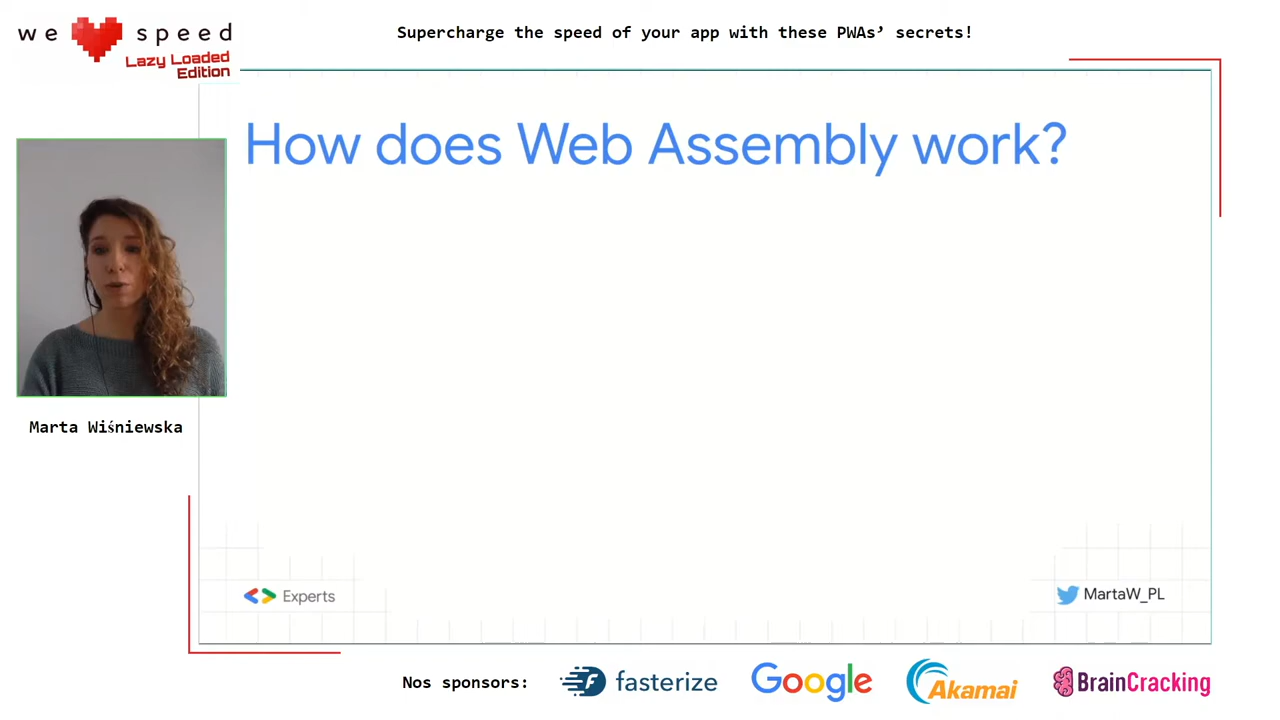 we speed
Lazy Loaded
Edition
Supercharge the speed of your app with these PWAs’ secrets!
How does Web Assembly work?
Marta Wiśniewska
Experts
MartaW_PL
Nos sponsors:
fasterize
Google
Akamai
BrainCracking